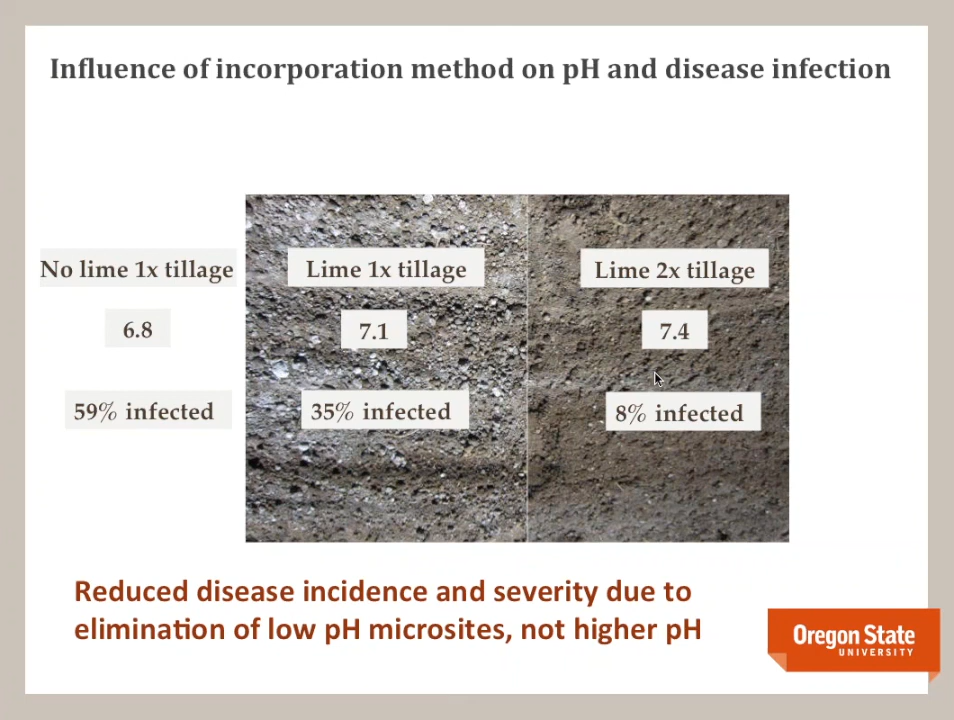 Influence of incorporation method on pH and disease infection
No lime 1x tillage
Lime 1x tillage
Lime 2x tillage
6.8
7.1
7.4
59% infected
35% infected
8% infected
Reduced disease incidence and severity due to
elimination of low pH microsites, not higher pH
Oregon State
UNIVERSITY